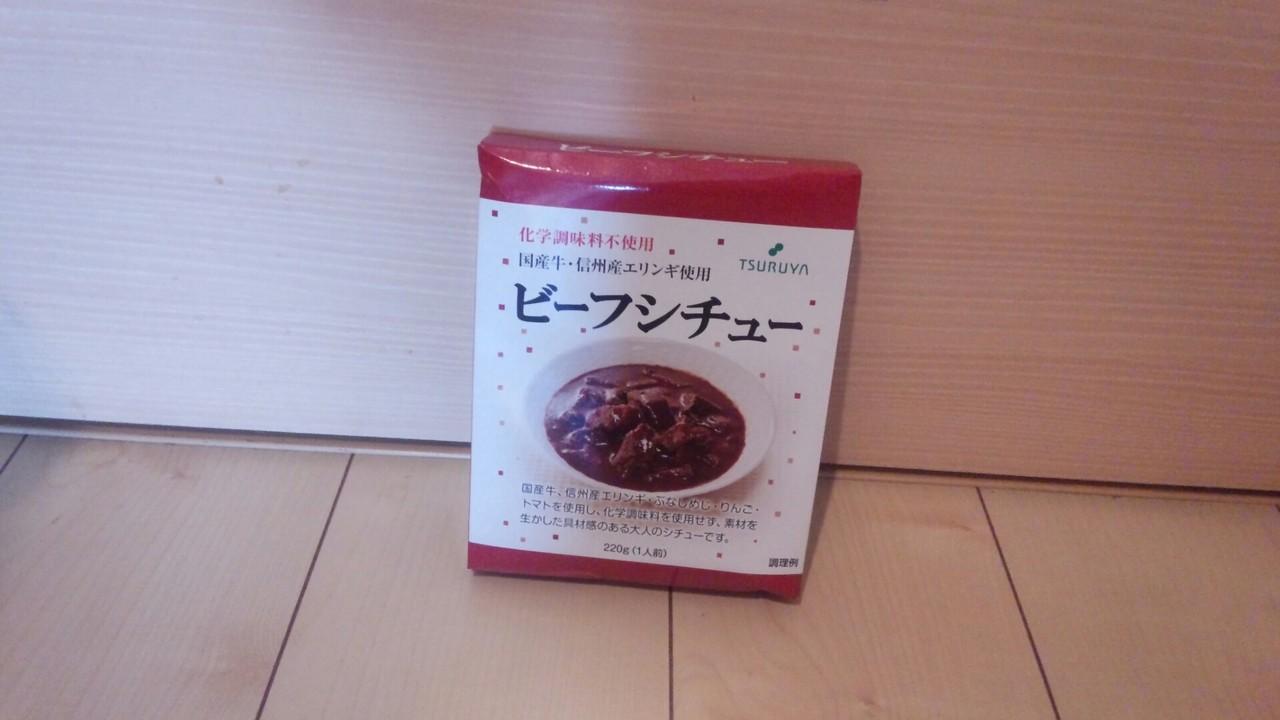 ビーフシチュー
化学調味料不使用
国産牛・信州産エリンギ使用
TSURUYA
ビーフシチュー
国産牛、信州産エリンギ・ぶなしめじ・りんご・
トマトを使用し、化学調味料を使用せず、素材を
生かした具材感のある大人のシチューです。
220g(1人前)
調理例